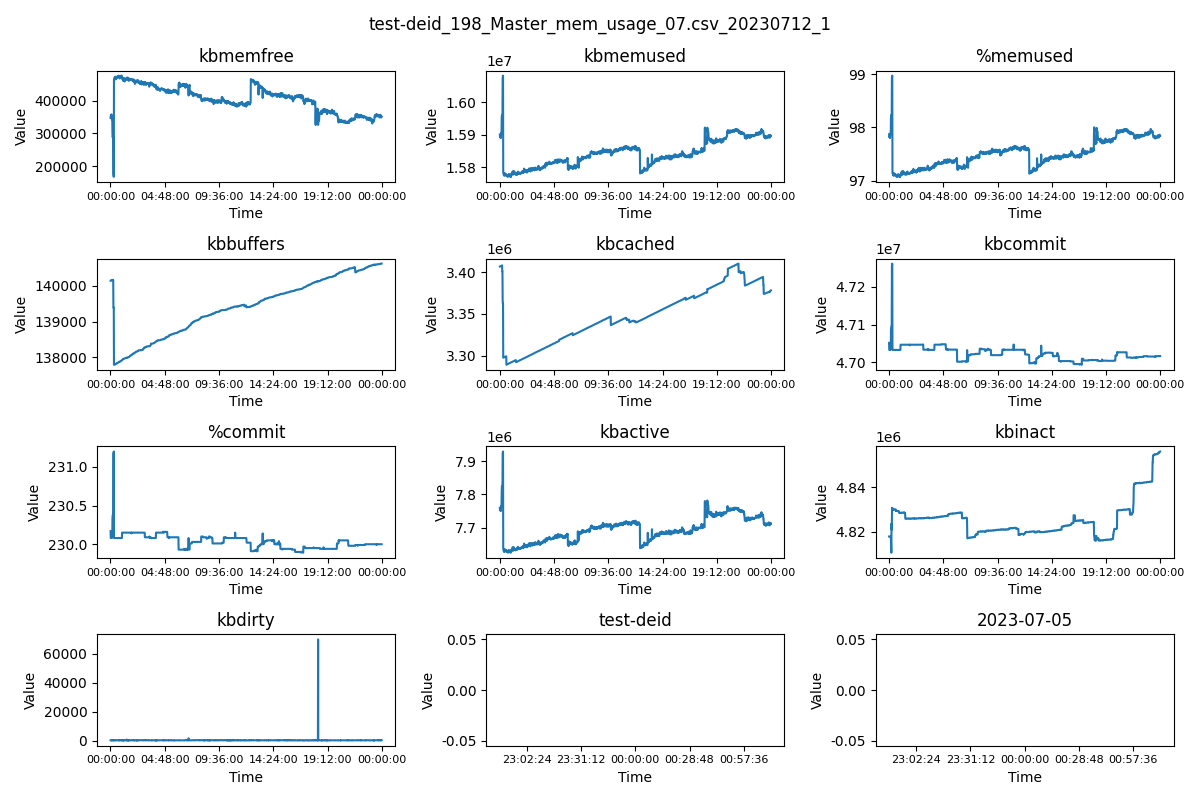 test-deid_198_Master_mem_usage_07.csv_20230712_1
kbmemfree
Value
400000
300000
200000
00:00:00 04:48:00 09:36:00 14:24:00 19:12:00 00:00:00
Time
kbmemused
1e7
Value
1.60
1.59
1.58
00:00:00 04:48:00 09:36:00 14:24:00 19:12:00 00:00:00
Time
%memused
Value
99
98
97
00:00:00 04:48:00 09:36:00 14:24:00 19:12:00 00:00:00
Time
kbbuffers
Value
140000
139000
138000
00:00:00 04:48:00 09:36:00 14:24:00 19:12:00 00:00:00
Time
kbcached
1e6
Value
3.40
3.35
3.30
00:00:00 04:48:00 09:36:00 14:24:00 19:12:00 00:00:00
Time
kbcommit
1e7
Value
4.72
4.71
4.70
00:00:00 04:48:00 09:36:00 14:24:00 19:12:00 00:00:00
Time
%commit
Value
231.0
230.5
230.0
00:00:00 04:48:00 09:36:00 14:24:00 19:12:00 00:00:00
Time
kbactive
1e6
Value
7.9
7.8
7.7
00:00:00 04:48:00 09:36:00 14:24:00 19:12:00 00:00:00
Time
kbinact
1e6
Value
4.84
4.82
00:00:00 04:48:00 09:36:00 14:24:00 19:12:00 00:00:00
Time
kbdirty
Value
60000
40000
20000
0
00:00:00 04:48:00 09:36:00 14:24:00 19:12:00 00:00:00
Time
test-deid
Value
0.05
0.00
-0.05
23:02:24 23:31:12 00:00:00 00:28:48 00:57:36
Time
2023-07-05
Value
0.05
0.00
-0.05
23:02:24 23:31:12 00:00:00 00:28:48 00:57:36
Time